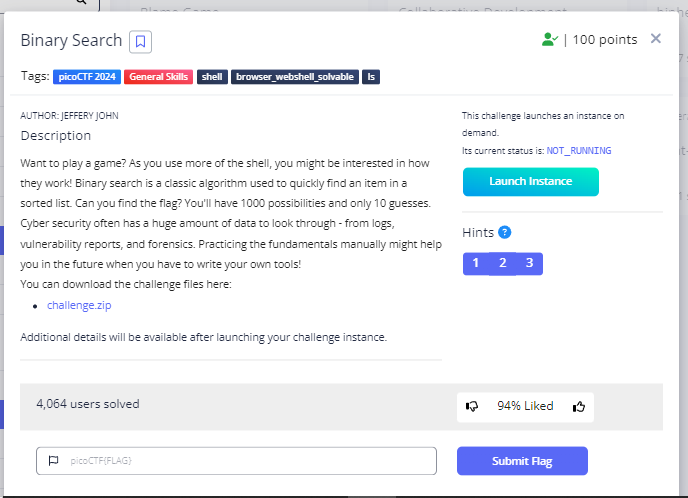 Blame Game
Collaborative Development
Binary Search
| 100 points ×
Tags: picoCTF 2024 General Skills shell browser_webshell_solvable ls
AUTHOR: JEFFERY JOHN
Description
Want to play a game? As you use more of the shell, you might be interested in how
they work! Binary search is a classic algorithm used to quickly find an item in a
sorted list. Can you find the flag? You'll have 1000 possibilities and only 10 guesses.
Cyber security often has a huge amount of data to look through - from logs,
vulnerability reports, and forensics. Practicing the fundamentals manually might help
you in the future when you have to write your own tools!
You can download the challenge files here:
• challenge.zip
Additional details will be available after launching your challenge instance.
This challenge launches an instance on
demand.
Its current status is: NOT_RUNNING
Launch Instance
Hints ?
1 2 3
4,064 users solved
94% Liked
picoCTF{FLAG}
Submit Flag